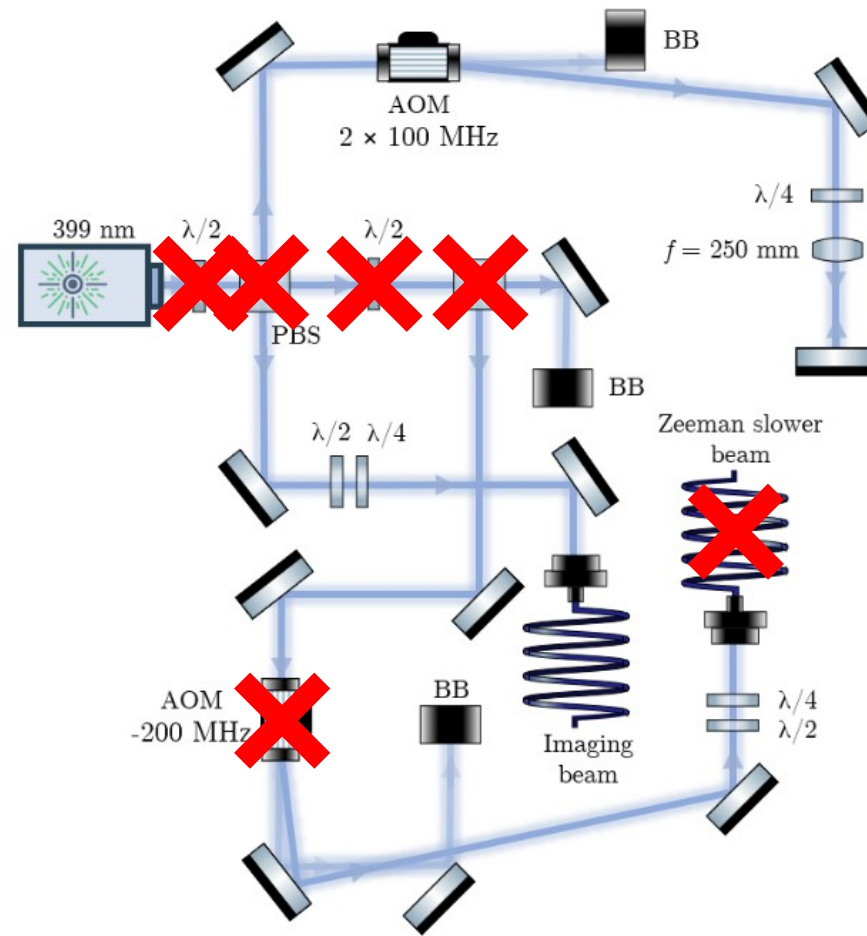 BB
AOM
2 × 100 MHz
λ/4
399 nm
λ/2
λ/2
f = 250 mm
PBS
BB
λ/2 λ/4
Zeeman slower
beam
AOM
-200 MHz
BB
λ/4
λ/2
Imaging
beam